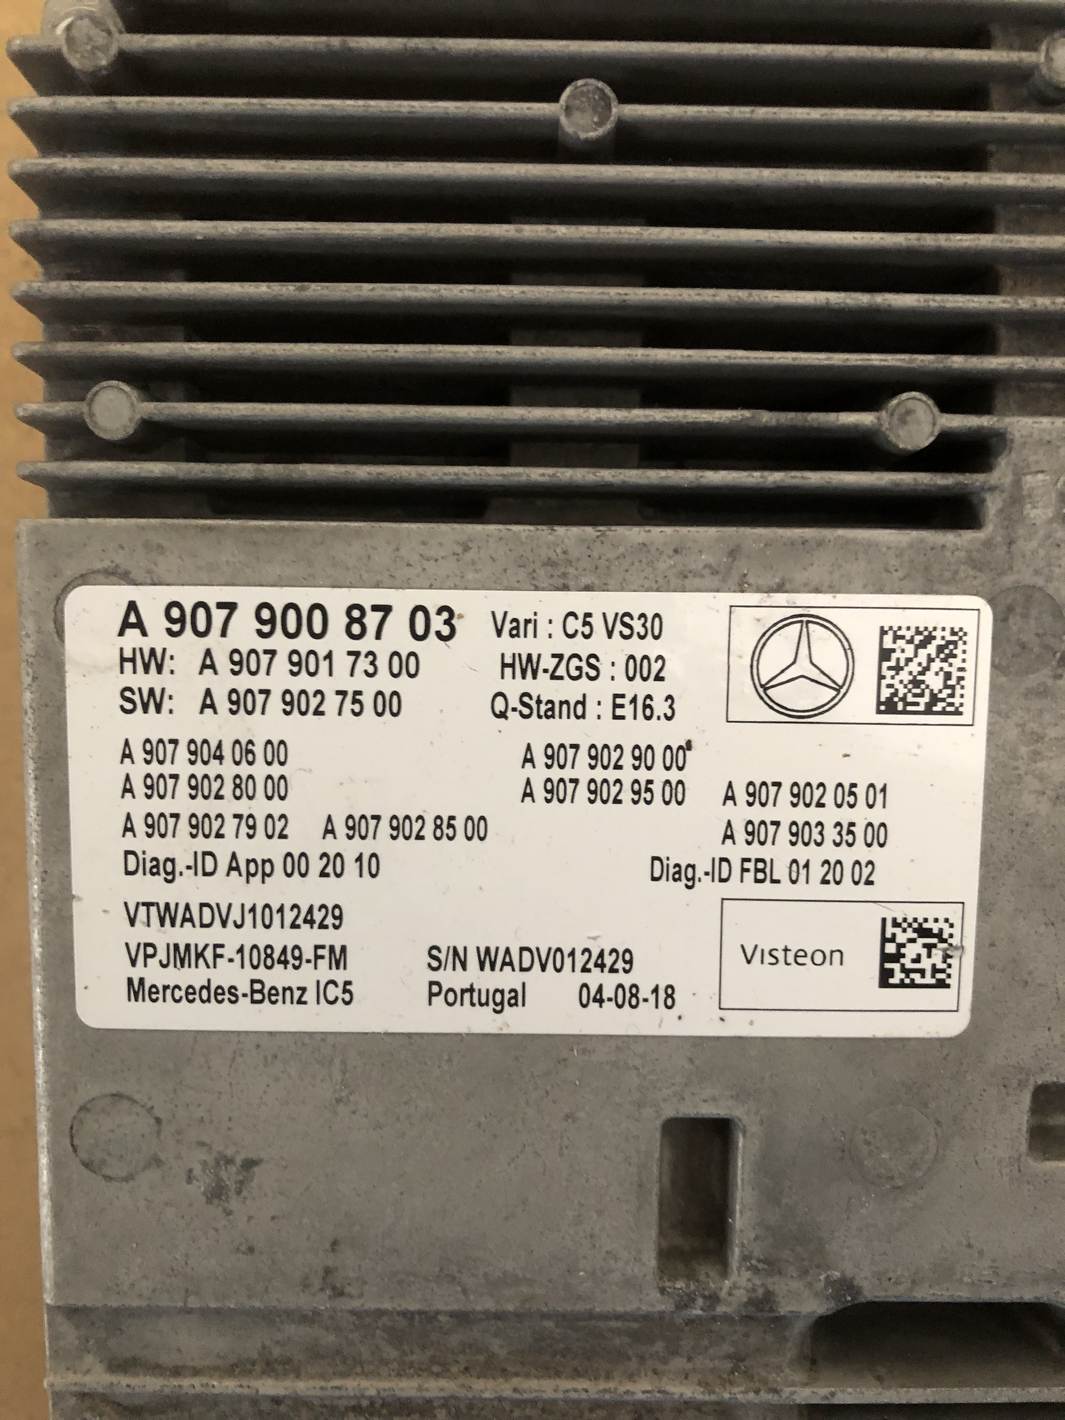 A 907 900 87 03 Vari : C5 VS30
HW: A 907 901 73 00 HW-ZGS : 002
SW: A 907 902 75 00 Q-Stand : E16.3
A 907 904 06 00 A 907 902 90 00
A 907 902 80 00 A 907 902 95 00 A 907 902 05 01
A 907 902 79 02 A 907 902 85 00 A 907 903 35 00
Diag.-ID App 00 20 10 Diag.-ID FBL 01 20 02
VTWADVJ1012429
VPJMKF-10849-FM S/N WADV012429 Visteon
Mercedes-Benz IC5 Portugal 04-08-18